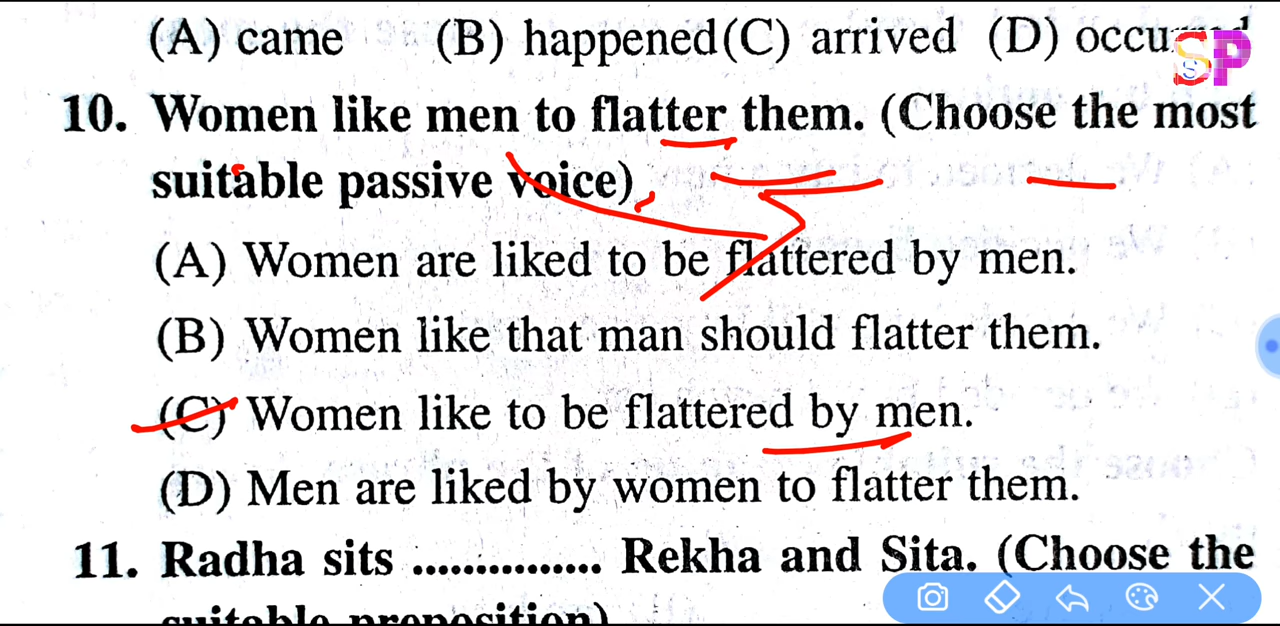 (A) came (B) happened (C) arrived (D)
SP
10. Women like men to flatter them. (Choose the most
suitable passive voice)
(A) Women are liked to be flattered by men.
(B) Women like that man should flatter them.
(C) Women like to be flattered by men.
(D) Men are liked by women to flatter them.
11. Radha sits ............... Rekha and Sita. (Choose the